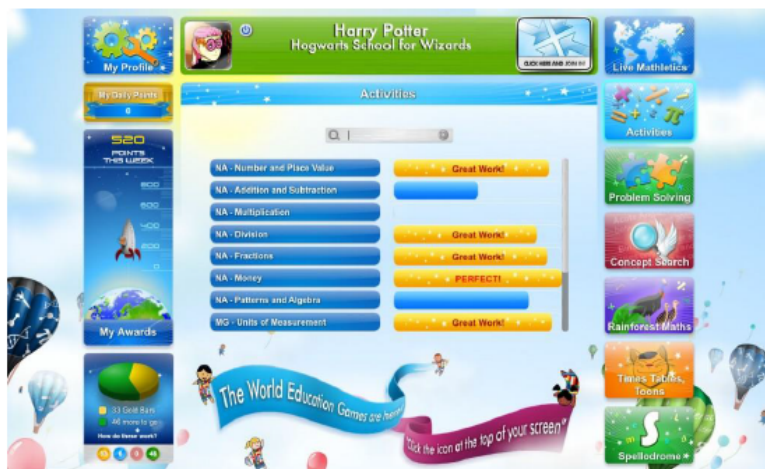 Harry Potter
Hogwarts School for Wizards
CLICK HERE AND JOIN IN!
My Profile
My Daily Points
0
520
POINTS
THIS WEEK
800
600
400
200
0
My Awards
33 Gold Bars
46 more to go
How do these work?
Activities
NA - Number and Place Value
Great Work!
NA - Addition and Subtraction
NA - Multiplication
NA - Division
Great Work!
NA - Fractions
Great Work!
NA - Money
PERFECT!
NA - Patterns and Algebra
MG - Units of Measurement
Great Work!
The World Education Games are here
"Click the icon at the top of your screen"
Live Mathletics
Activities
Problem Solving
Concept Search
Rainforest Maths
Times Tables,
Toons
Spellodrome